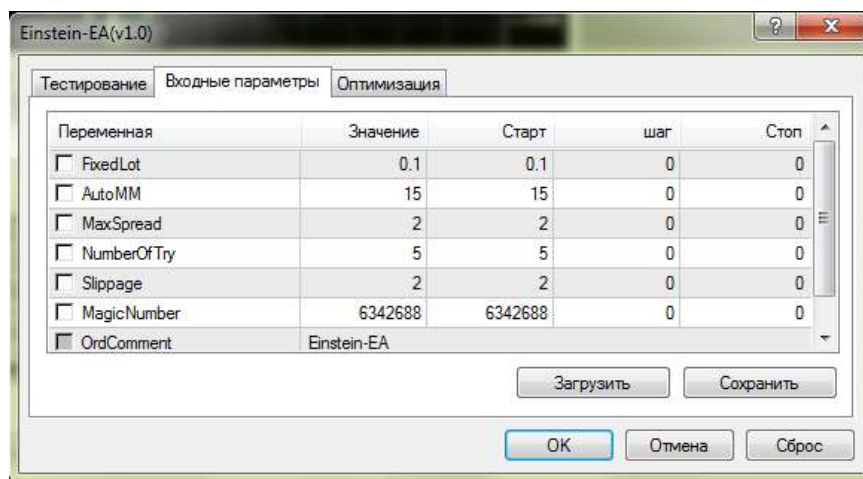 Einstein-EA(v1.0)
Тестирование Входные параметры Оптимизация
Переменная Значение Старт шаг Стоп
FixedLot 0.1 0.1 0 0
AutoMM 15 15 0 0
MaxSpread 2 2 0 0
NumberOfTry 5 5 0 0
Slippage 2 2 0 0
MagicNumber 6342688 6342688 0 0
OrdComment Einstein-EA
Загрузить Сохранить
OK Отмена Сброс